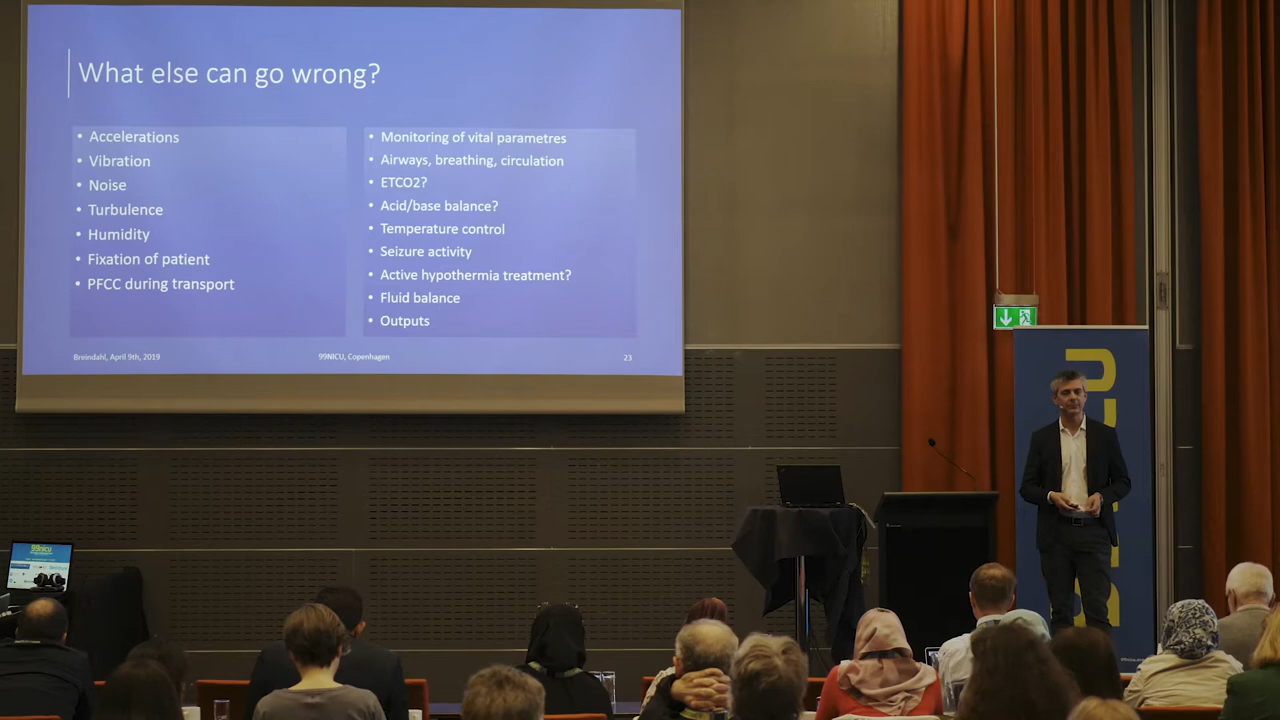 What else can go wrong?
• Accelerations
• Vibration
• Noise
• Turbulence
• Humidity
• Fixation of patient
• PFCC during transport
• Monitoring of vital parametres
• Airways, breathing, circulation
• ETCO2?
• Acid/base balance?
• Temperature control
• Seizure activity
• Active hypothermia treatment?
• Fluid balance
• Outputs
Breindahl, April 9th, 2019
99NICU, Copenhagen
23
99nicu